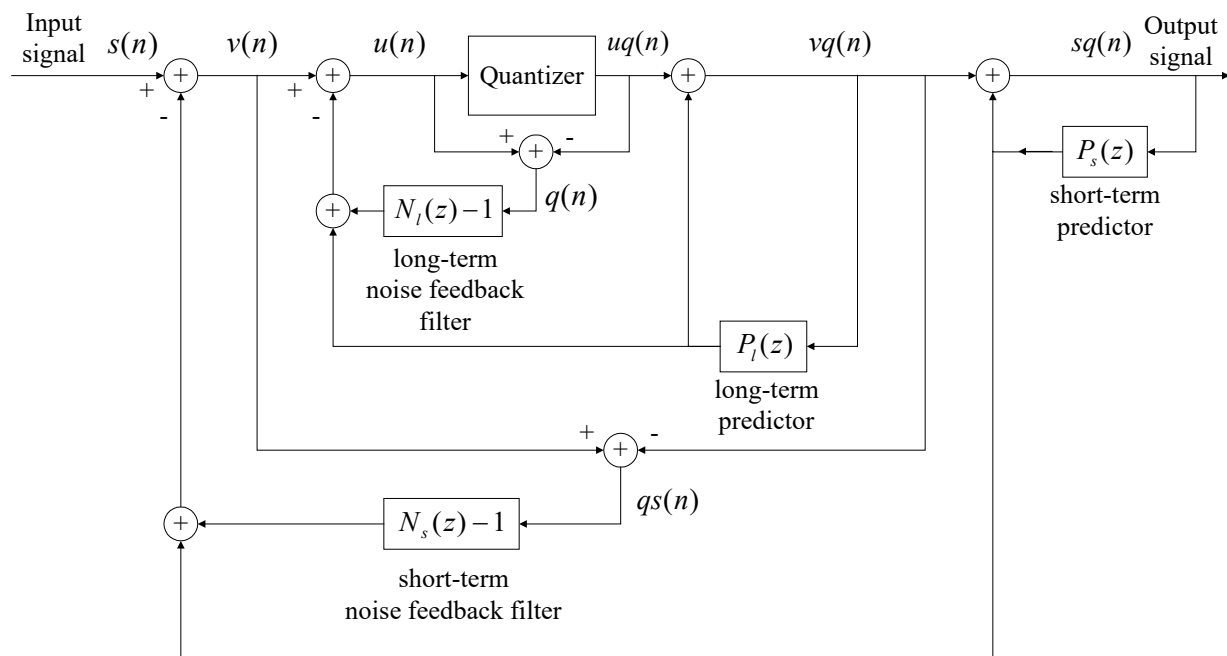 Input
signal
s(n)
v(n)
u(n)
Quantizer
uq(n)
vq(n)
sq(n)
Output
signal
+
+
+
+
+
+
-
-
+
-
+
P_s(z)
short-term
predictor
+
N_l(z) − 1
q(n)
long-term
noise feedback
filter
P_l(z)
long-term
predictor
+
-
+
qs(n)
+
N_s(z) − 1
short-term
noise feedback filter